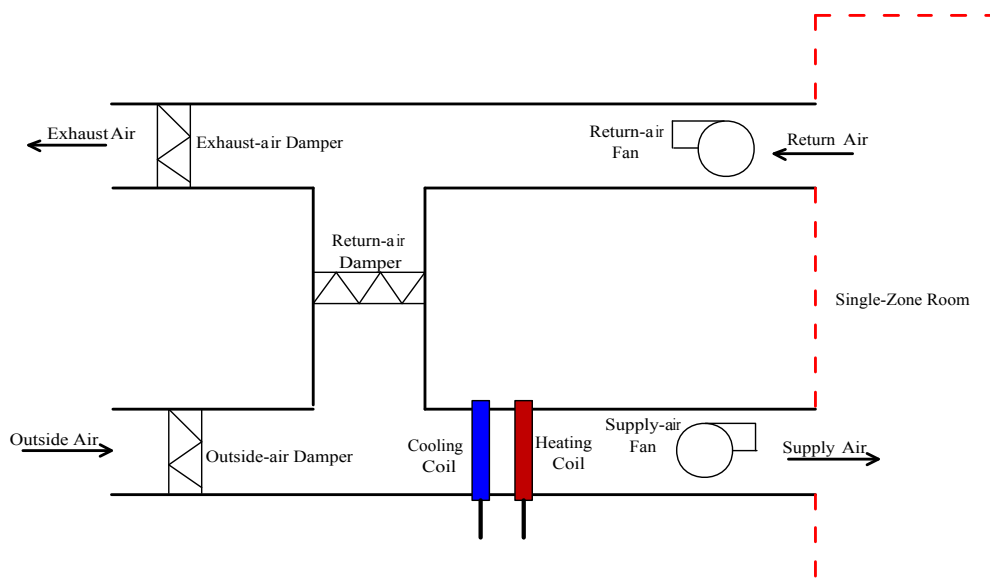 Exhaust Air
Exhaust-air Damper
Return-air
Fan
Return Air
Return-air
Damper
Single-Zone Room
Outside Air
Outside-air Damper
Cooling
Coil
Heating
Coil
Supply-air
Fan
Supply Air